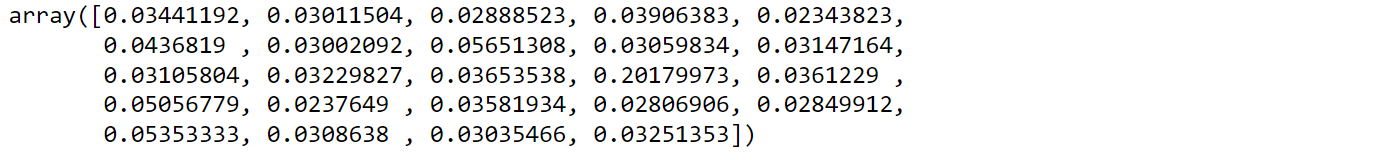 array([0.03441192, 0.03011504, 0.02888523, 0.03906383, 0.02343823,
0.0436819 , 0.03002092, 0.05651308, 0.03059834, 0.03147164,
0.03105804, 0.03229827, 0.03653538, 0.20179973, 0.0361229 ,
0.05056779, 0.0237649 , 0.03581934, 0.02806906, 0.02849912,
0.05353333, 0.0308638 , 0.03035466, 0.03251353])